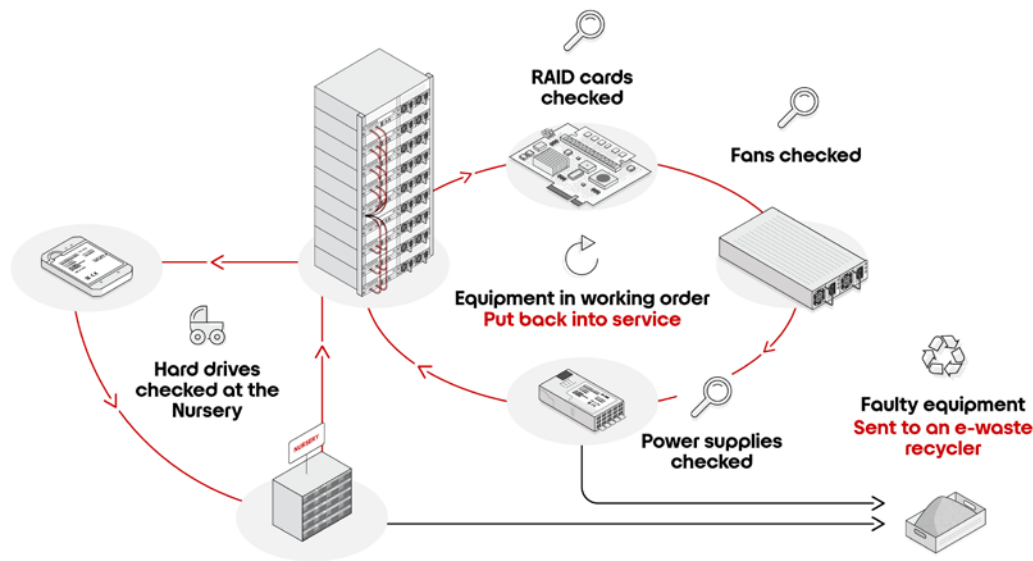 RAID cards
checked
Fans checked
Equipment in working order
Put back into service
Hard drives
checked at the
Nursery
NURSERY
Power supplies
checked
Faulty equipment
Sent to an e-waste
recycler